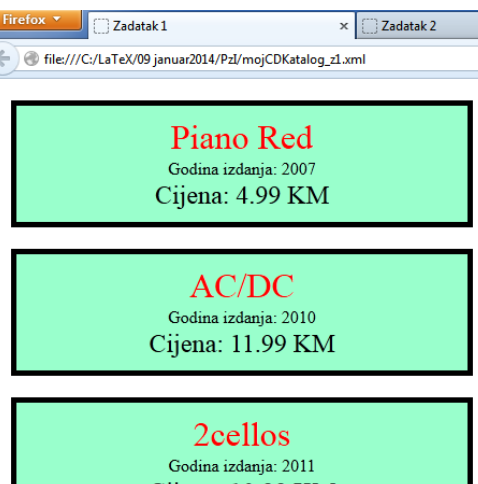 Firefox
Zadatak 1
Zadatak 2
file:///C:/LaTeX/09 januar2014/PzI/mojCDKatalog_z1.xml
Piano Red
Godina izdanja: 2007
Cijena: 4.99 KM
AC/DC
Godina izdanja: 2010
Cijena: 11.99 KM
2cellos
Godina izdanja: 2011